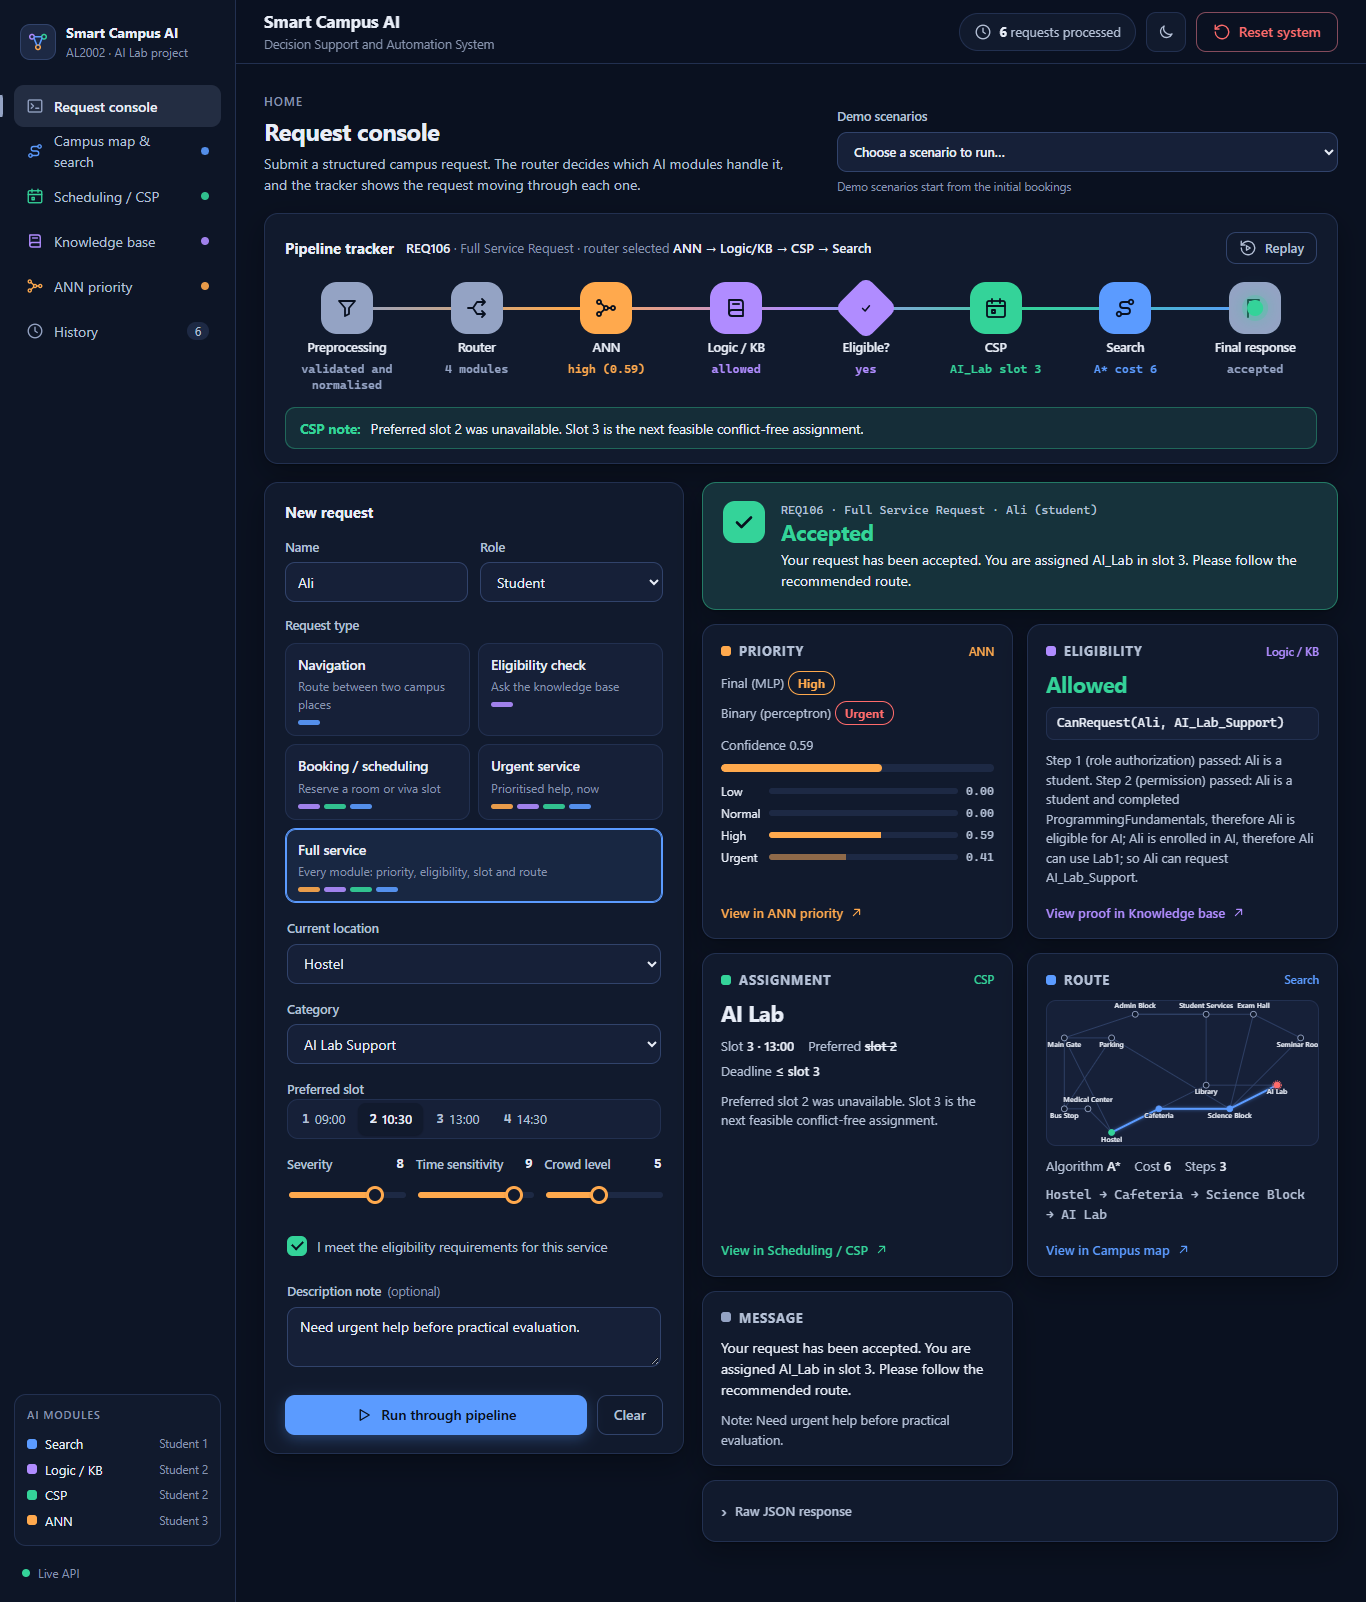 Smart Campus AI
AL2002 · AI Lab project
Request console
Campus map &
search
Scheduling / CSP
Knowledge base
ANN priority
History
6
AI MODULES
Search
Student 1
Logic / KB
Student 2
CSP
Student 2
ANN
Student 3
Live API
Smart Campus AI
Decision Support and Automation System
6 requests processed
Reset system
HOME
Request console
Submit a structured campus request. The router decides which AI modules handle it,
and the tracker shows the request moving through each one.
Demo scenarios
Choose a scenario to run...
Demo scenarios start from the initial bookings
Pipeline tracker
REQ106 · Full Service Request · router selected ANN → Logic/KB → CSP → Search
Replay
Preprocessing
validated and
normalised
Router
4 modules
ANN
high (0.59)
Logic / KB
allowed
Eligible?
yes
CSP
AI_Lab slot 3
Search
A* cost 6
Final response
accepted
CSP note: Preferred slot 2 was unavailable. Slot 3 is the next feasible conflict-free assignment.
New request
Name
Role
Ali
Student
Request type
Navigation
Route between two campus
places
Eligibility check
Ask the knowledge base
Booking / scheduling
Reserve a room or viva slot
Urgent service
Prioritised help, now
Full service
Every module: priority, eligibility, slot and route
Current location
Hostel
Category
AI Lab Support
Preferred slot
1 09:00
2 10:30
3 13:00
4 14:30
Severity
8
Time sensitivity
9
Crowd level
5
I meet the eligibility requirements for this service
Description note (optional)
Need urgent help before practical evaluation.
Run through pipeline
Clear
REQ106 · Full Service Request · Ali (student)
Accepted
Your request has been accepted. You are assigned AI_Lab in slot 3. Please follow the
recommended route.
PRIORITY
ANN
Final (MLP) High
Binary (perceptron) Urgent
Confidence 0.59
Low
0.00
Normal
0.00
High
0.59
Urgent
0.41
View in ANN priority ↗
ELIGIBILITY
Logic / KB
Allowed
CanRequest(Ali, AI_Lab_Support)
Step 1 (role authorization) passed: Ali is a
student. Step 2 (permission) passed: Ali is a
student and completed
ProgrammingFundamentals, therefore Ali is
eligible for AI; Ali is enrolled in AI, therefore Ali
can use Lab1; so Ali can request
AI_Lab_Support.
View proof in Knowledge base ↗
ASSIGNMENT
CSP
AI Lab
Slot 3 · 13:00 Preferred slot 2
Deadline ≤ slot 3
Preferred slot 2 was unavailable. Slot 3 is the
next feasible conflict-free assignment.
View in Scheduling / CSP ↗
ROUTE
Search
Admin Block
Student Services
Exam Hall
Main Gate
Parking
Seminar Roo
Library
AI Lab
Medical Center
Bus Stop
Cafeteria
Science Block
Hostel
Algorithm A* Cost 6 Steps 3
Hostel → Cafeteria → Science Block
→ AI Lab
View in Campus map ↗
MESSAGE
Your request has been accepted. You are
assigned AI_Lab in slot 3. Please follow the
recommended route.
Note: Need urgent help before practical
evaluation.
› Raw JSON response